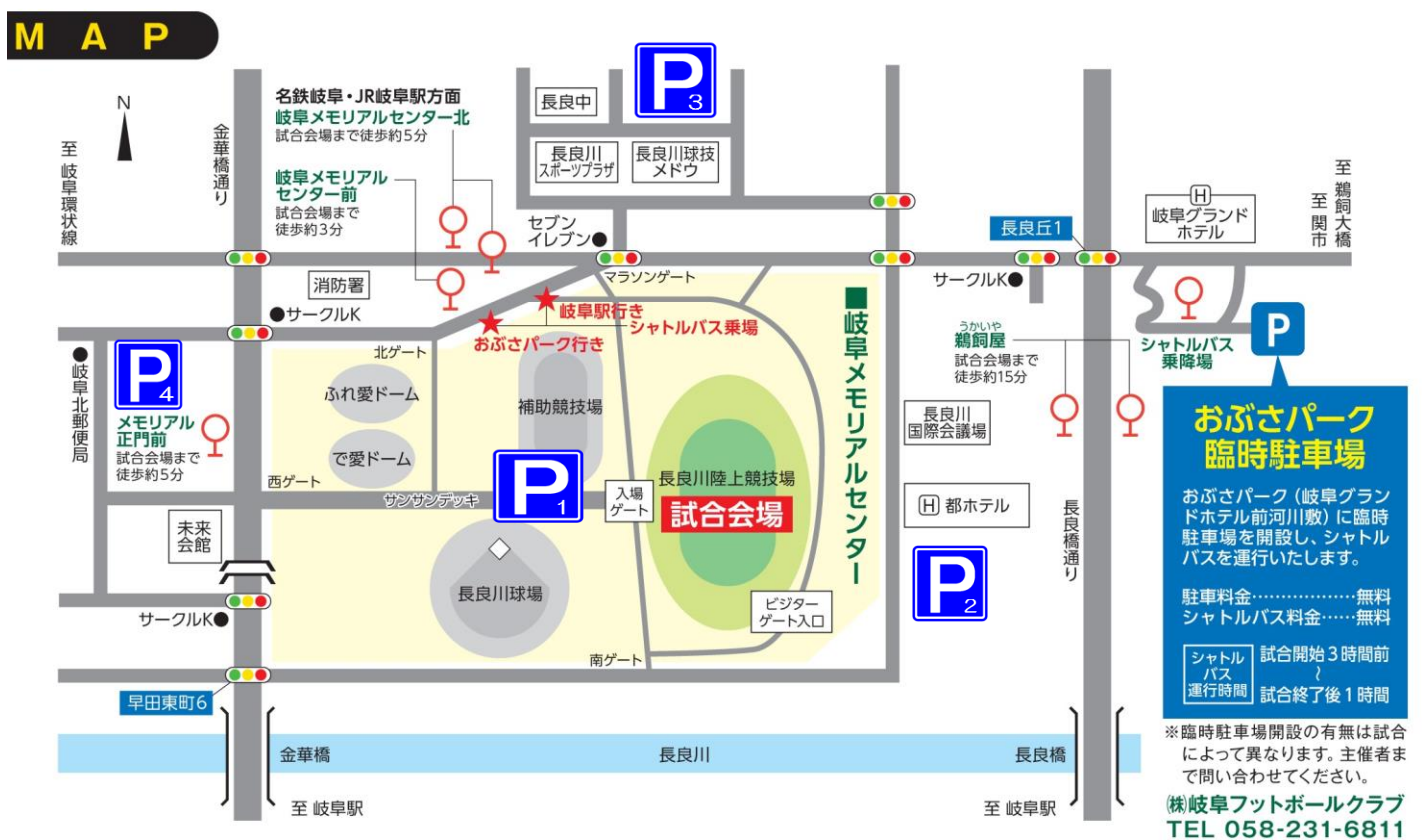 MAP
N
至 岐阜環状線
金華橋通り
名鉄岐阜・JR岐阜駅方面
岐阜メモリアルセンター北
試合会場まで徒歩約5分
岐阜メモリアル
センター前
試合会場まで
徒歩約3分
長良中
P3
長良川
スポーツプラザ
長良川球技
メドウ
セブン
イレブン
長良丘1
H
岐阜グランド
ホテル
至 関市
至 鵜飼大橋
消防署
サークルK
マラソンゲート
岐阜駅行き
シャトルバス乗場
おぶさパーク行き
■岐阜メモリアルセンター
サークルK
うかいや
鵜飼屋
試合会場まで
徒歩約15分
シャトルバス
乗降場
P
岐阜北郵便局
P4
メモリアル
正門前
試合会場まで
徒歩約5分
北ゲート
ふれ愛ドーム
で愛ドーム
西ゲート
サンサンデッキ
補助競技場
P1
入場
ゲート
長良川陸上競技場
試合会場
長良川
国際会議場
H 都ホテル
P2
長良橋通り
未来
会館
サークルK
長良川球場
ビジター
ゲート入口
南ゲート
早田東町6
金華橋
長良川
長良橋
至 岐阜駅
至 岐阜駅
おぶさパーク
臨時駐車場
おぶさパーク(岐阜グラン
ドホテル前河川敷)に臨時
駐車場を開設し、シャトル
バスを運行いたします。
駐車料金………………無料
シャトルバス料金……無料
シャトル
バス
運行時間
試合開始3時間前
~
試合終了後1時間
※臨時駐車場開設の有無は試合
によって異なります。主催者ま
で問い合わせてください。
㈱岐阜フットボールクラブ
TEL 058-231-6811